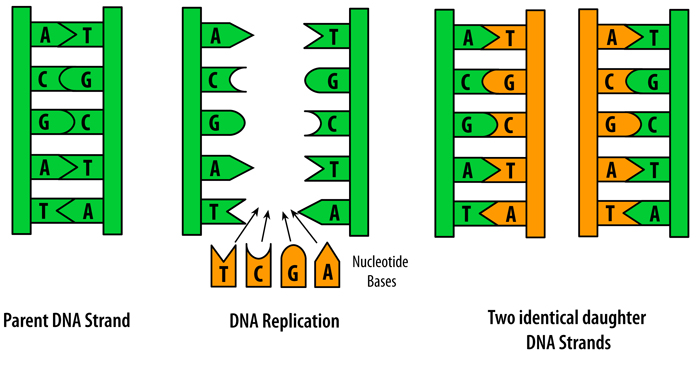 A T A T A T A T
C G C G C G C G
G C G C G C G C
A T A T A T A T
T A T A T A T A
T C G A
Nucleotide
Bases
Parent DNA Strand
DNA Replication
Two identical daughter
DNA Strands